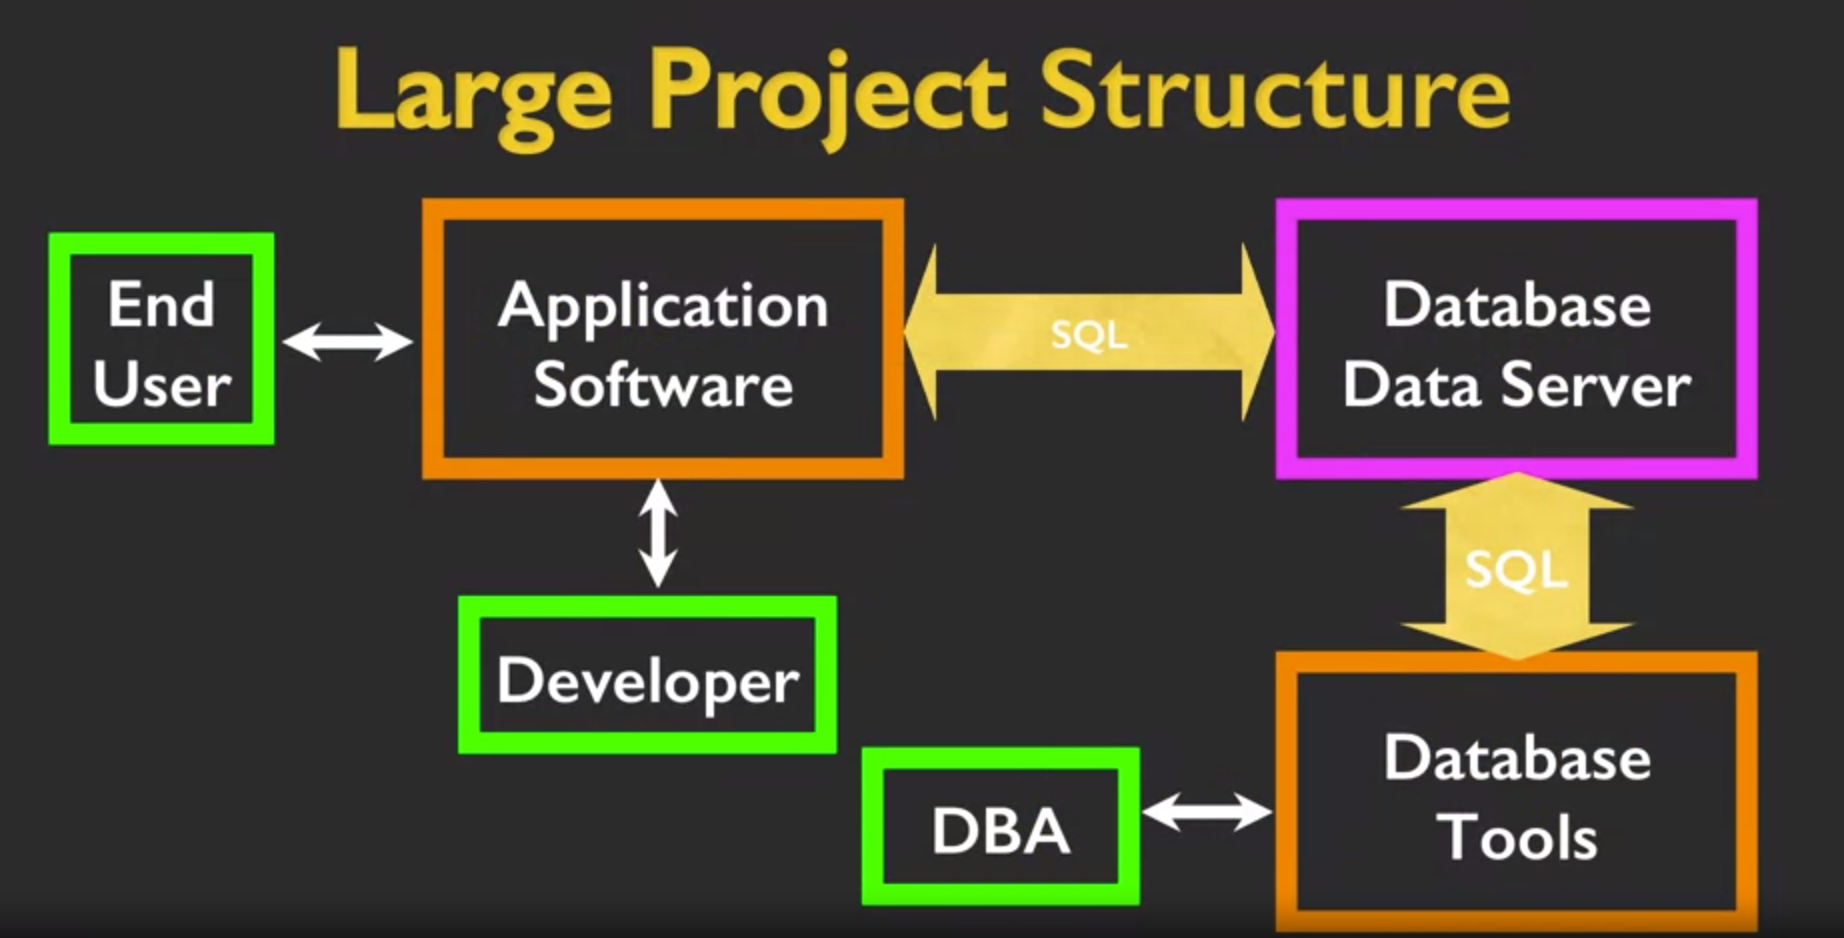 Large Project Structure
End
User
Application
Software
SQL
Database
Data Server
SQL
Developer
DBA
Database
Tools